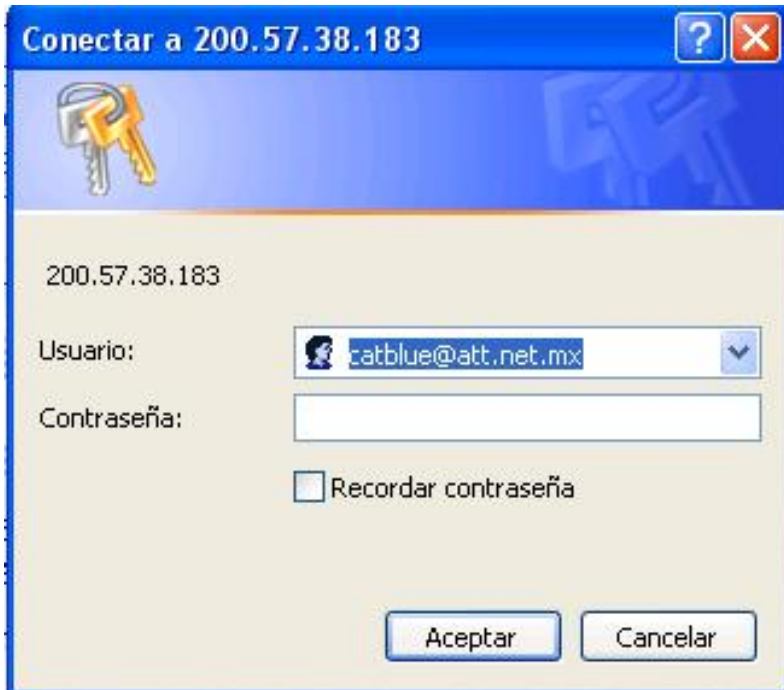 Conectar a 200.57.38.183
200.57.38.183
Usuario: catblue@att.net.mx
Contraseña:
Recordar contraseña
Aceptar Cancelar